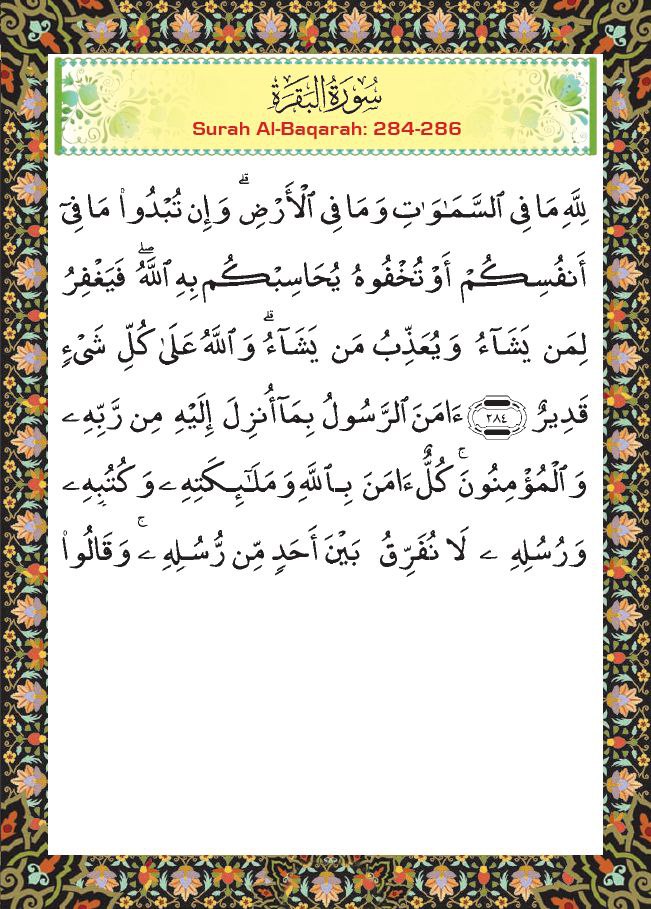 سُورَةُ البَقَرَةِ
Surah Al-Baqarah: 284-286
لِلَّهِ مَا فِي ٱلسَّمَٰوَٰتِ وَمَا فِي ٱلْأَرْضِ ۗ وَإِن تُبْدُوا۟ مَا فِىٓ
أَنفُسِكُمْ أَوْ تُخْفُوهُ يُحَاسِبْكُم بِهِ ٱللَّهُ ۖ فَيَغْفِرُ
لِمَن يَشَآءُ وَيُعَذِّبُ مَن يَشَآءُ ۗ وَٱللَّهُ عَلَىٰ كُلِّ شَىْءٍ
قَدِيرٌ ٢٨٤ ءَامَنَ ٱلرَّسُولُ بِمَآ أُنزِلَ إِلَيْهِ مِن رَّبِّهِۦ
وَٱلْمُؤْمِنُونَ ۚ كُلٌّ ءَامَنَ بِٱللَّهِ وَمَلَٰٓئِكَتِهِۦ وَكُتُبِهِۦ
وَرُسُلِهِۦ لَا نُفَرِّقُ بَيْنَ أَحَدٍ مِّن رُّسُلِهِۦ ۚ وَقَالُوا۟